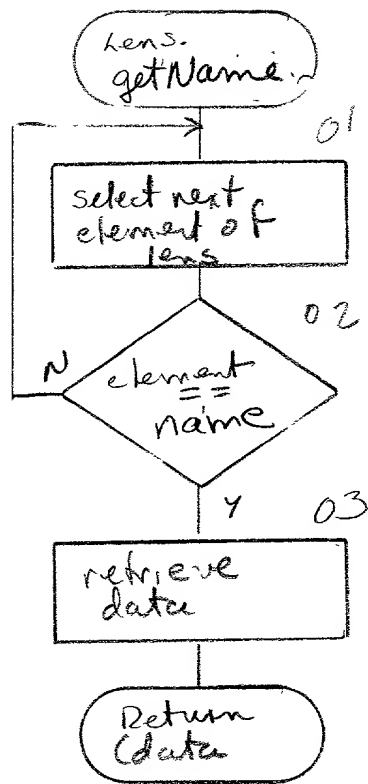 Lens.
getName.
01
select next
element of
lens
02
N
element
==
name
Y
03
retrieve
data
Return
(data